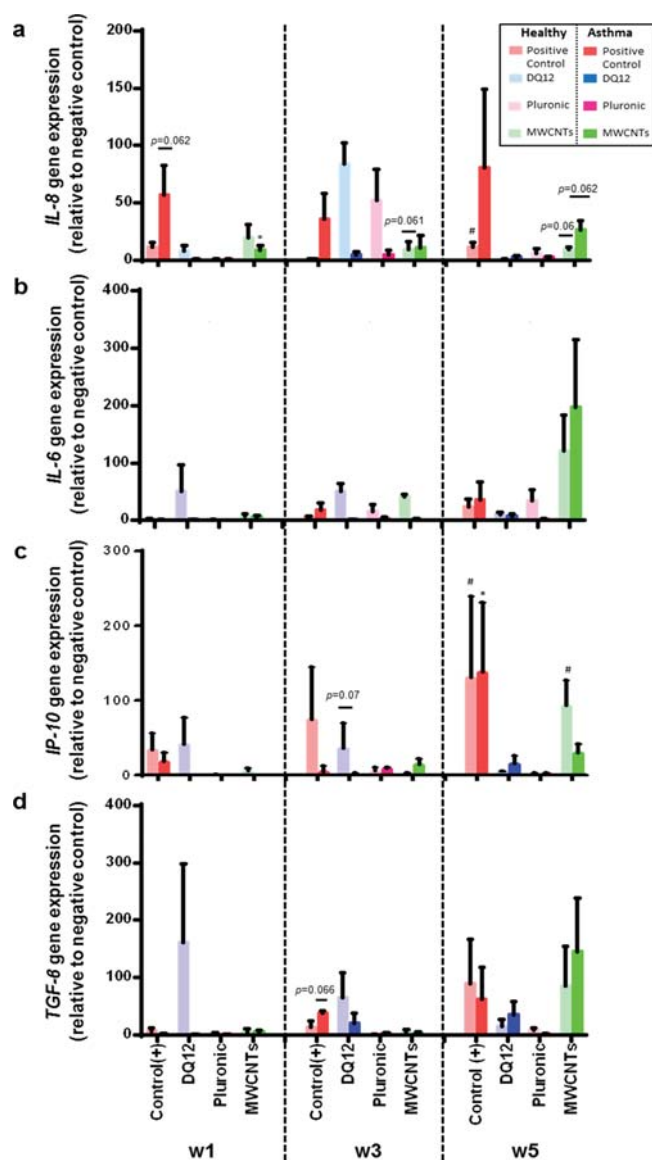 a
IL-8 gene expression
(relative to negative control)
200
150
100
50
0
p=0.062
*
p=0.061
#
p=0.06
p=0.062
Healthy Asthma
Positive Control Positive Control
DQ12 DQ12
Pluronic Pluronic
MWCNTs MWCNTs
b
IL-6 gene expression
(relative to negative control)
400
300
200
100
0
c
IP-10 gene expression
(relative to negative control)
300
200
100
0
p=0.07
#
*
#
d
TGF-β gene expression
(relative to negative control)
400
300
200
100
0
p=0.066
Control(+) DQ12 Pluronic MWCNTs Control(+) DQ12 Pluronic MWCNTs Control (+) DQ12 Pluronic MWCNTs
w1 w3 w5